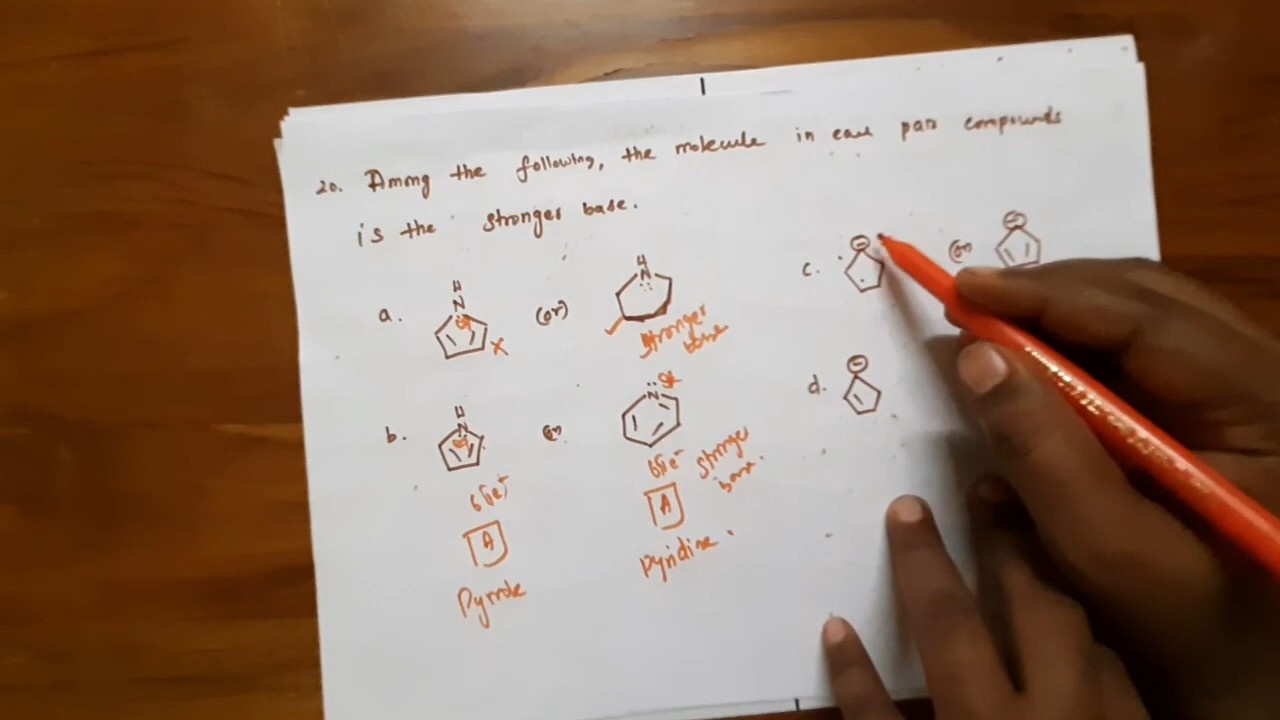 20. Among the following, the molecule in each pair compounds
is the stronger base.
a.
H
N
(or)
H
N
x
stronger
base
b.
H
N
(or)
N
6πe-
A
Pyrrole
6πe-
A
Pyridine.
stronger
base.
c.
(or)
d.